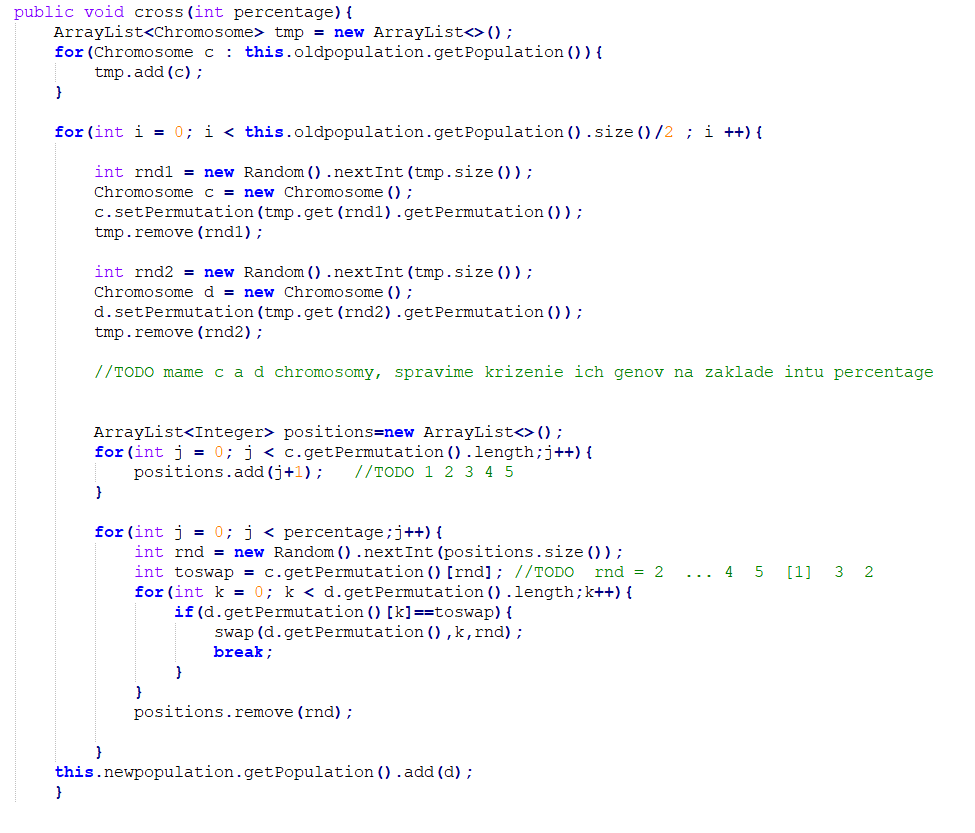 public void cross(int percentage){
    ArrayList<Chromosome> tmp = new ArrayList<>();
    for(Chromosome c : this.oldpopulation.getPopulation()){
        tmp.add(c);
    }
    for(int i = 0; i < this.oldpopulation.getPopulation().size()/2 ; i ++){
        int rnd1 = new Random().nextInt(tmp.size());
        Chromosome c = new Chromosome();
        c.setPermutation(tmp.get(rnd1).getPermutation());
        tmp.remove(rnd1);
        int rnd2 = new Random().nextInt(tmp.size());
        Chromosome d = new Chromosome();
        d.setPermutation(tmp.get(rnd2).getPermutation());
        tmp.remove(rnd2);
        //TODO mame c a d chromosomy, spravime krizenie ich genov na zaklade intu percentage
        ArrayList<Integer> positions=new ArrayList<>();
        for(int j = 0; j < c.getPermutation().length;j++){
            positions.add(j+1);   //TODO 1 2 3 4 5
        }
        for(int j = 0; j < percentage;j++){
            int rnd = new Random().nextInt(positions.size());
            int toswap = c.getPermutation()[rnd]; //TODO  rnd = 2  ... 4  5  [1]  3  2
            for(int k = 0; k < d.getPermutation().length;k++){
                if(d.getPermutation()[k]==toswap){
                    swap(d.getPermutation(),k,rnd);
                    break;
                }
            }
            positions.remove(rnd);
        }
    this.newpopulation.getPopulation().add(d);
    }